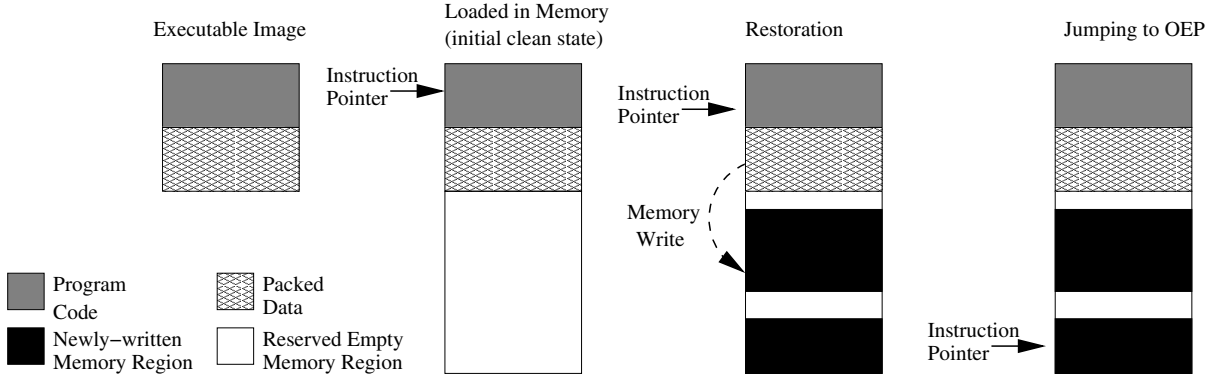 Executable Image
Loaded in Memory
(initial clean state)
Restoration
Jumping to OEP
Instruction
Pointer
Instruction
Pointer
Memory
Write
Instruction
Pointer
Program
Code
Packed
Data
Newly−written
Memory Region
Reserved Empty
Memory Region